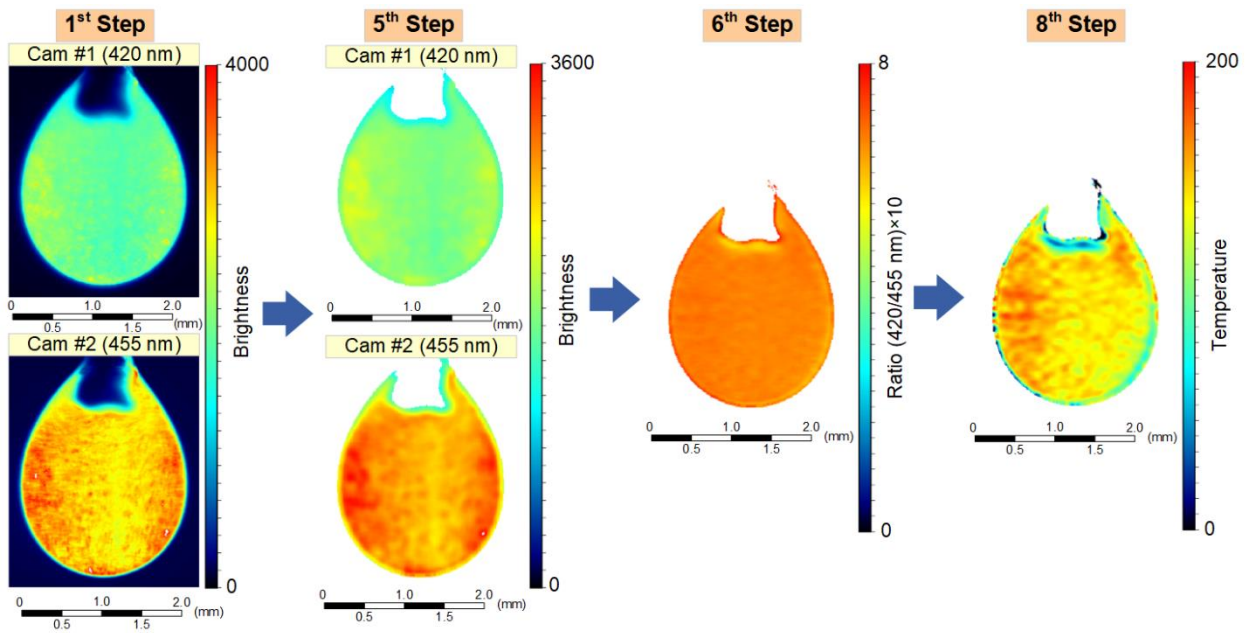 1st Step
Cam #1 (420 nm)
4000
0
1.0
2.0
0.5
1.5
(mm)
Cam #2 (455 nm)
0
1.0
2.0
(mm)
0.5
1.5
Brightness
0
5th Step
Cam #1 (420 nm)
3600
0
1.0
2.0
0.5
1.5
(mm)
Cam #2 (455 nm)
0
1.0
2.0
(mm)
0.5
1.5
Brightness
0
6th Step
8
0
1.0
2.0
(mm)
0.5
1.5
Ratio (420/455 nm)×10
0
8th Step
200
0
1.0
2.0
(mm)
0.5
1.5
Temperature
0